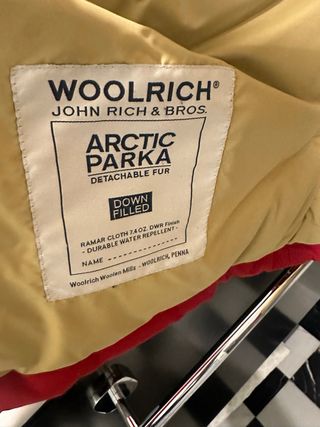 WOOLRICH®
JOHN RICH & BROS.
ARCTIC
PARKA
DETACHABLE FUR
DOWN
FILLED
RAMAR CLOTH 7.4 OZ. DWR Finish
- DURABLE WATER REPELLENT -
NAME - - - - - - - - - - - -
Woolrich Woolen Mills . WOOLRICH, PENNA